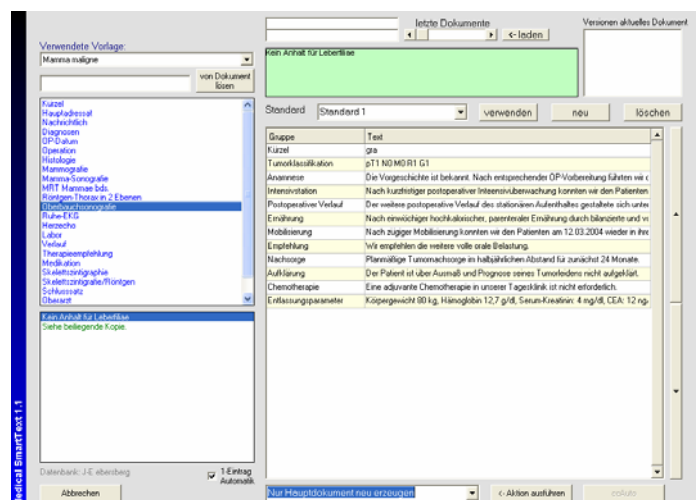 letzte Dokumente
Versionen aktuelles Dokument
<- laden
Verwendete Vorlage:
Mamma maligne
von Dokument lösen
Kein Anhalt für Leberfiliae
Standard
Standard 1
verwenden
neu
löschen
Kürzel
Hauptadressat
Nachrichtlich
Diagnosen
OP-Datum
Operation
Histologie
Mammografie
Mamma-Sonografie
MRT Mammae bds.
Röntgen-Thorax in 2 Ebenen
Oberbauchsonografie
Ruhe-EKG
Herzecho
Labor
Verlauf
Therapieempfehlung
Medikation
Skelettszintigraphie
Skelettszintigrafie/Röntgen
Schlusssatz
Oberarzt
Gruppe Text
Kürzel gra
Tumorklassifikation pT1 N0 M0 R1 G1
Anamnese Die Vorgeschichte ist bekannt. Nach entsprechender OP-Vorbereitung führten wir
Intensivstation Nach kurzfristiger postoperativer Intensivüberwachung konnten wir den Patienten
Postoperativer Verlauf Der weitere postoperative Verlauf des stationären Aufenthaltes gestaltete sich
Ernährung Nach einwöchiger hochkalorischer, parenteraler Ernährung durch bilanzierte und
Mobilisierung Nach zügiger Mobilisierung konnten wir den Patienten am 12.03.2004 wieder in
Empfehlung Wir empfehlen die weitere volle orale Belastung.
Nachsorge Planmäßige Tumornachsorge im halbjährlichen Abstand für zunächst 24 Monate.
Aufklärung Der Patient ist über Ausmaß und Prognose seines Tumorleidens nicht aufgeklärt.
Chemotherapie Eine adjuvante Chemotherapie in unserer Tagesklinik ist nicht erforderlich.
Entlassungsparameter Körpergewicht 80 kg, Hämoglobin 12,7 g/dl, Serum-Kreatinin: 4 mg/dl, CEA: 12
Kein Anhalt für Leberfiliae
Siehe beiliegende Kopie.
Datenbank: J-E ebersberg
1-Eintrag Automatik
Abbrechen
Nur Hauptdokument neu erzeugen
<- Aktion ausführen
edical SmartText 1.1